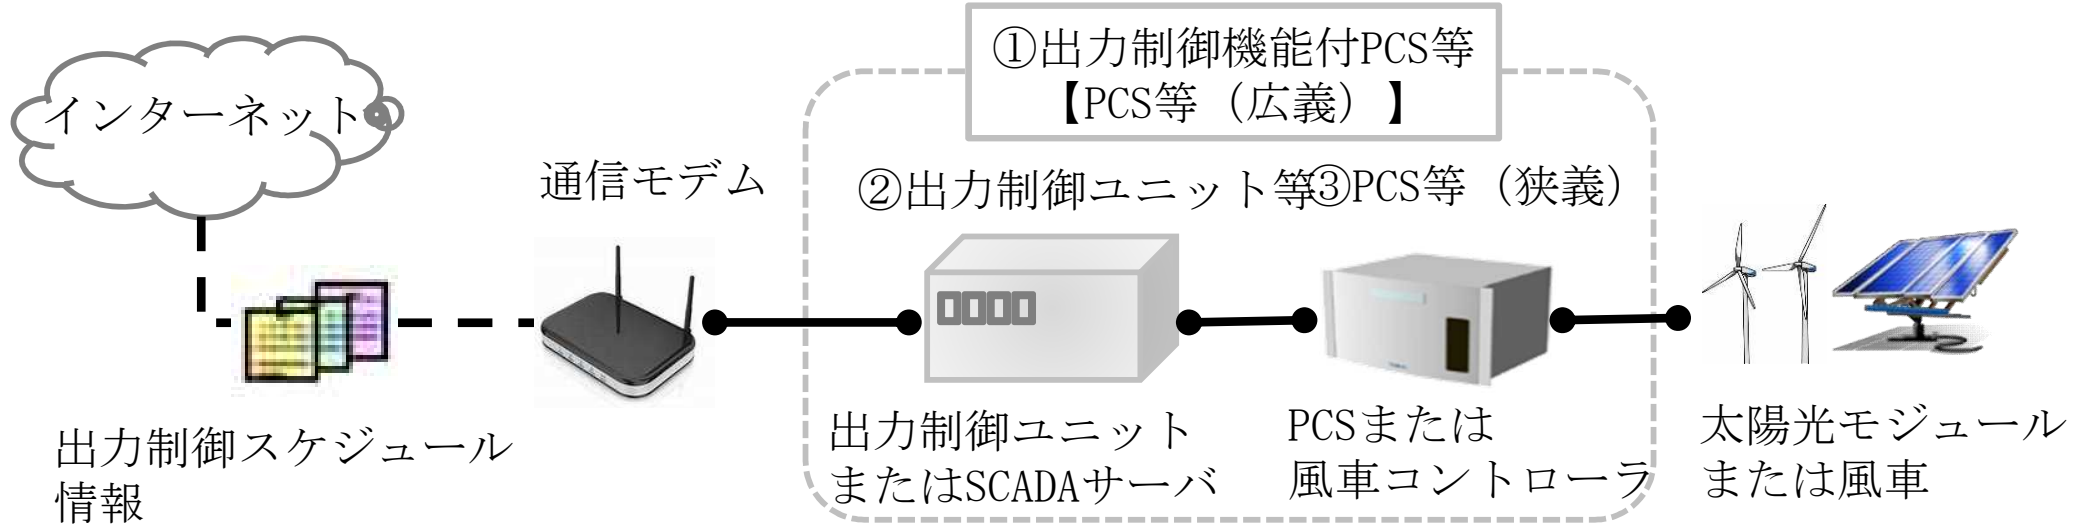 ①出力制御機能付PCS等
【PCS等（広義）】
インターネット
通信モデム
②出力制御ユニット等
③PCS等（狭義）
出力制御スケジュール
情報
出力制御ユニット
またはSCADAサーバ
PCSまたは
風車コントローラ
太陽光モジュール
または風車